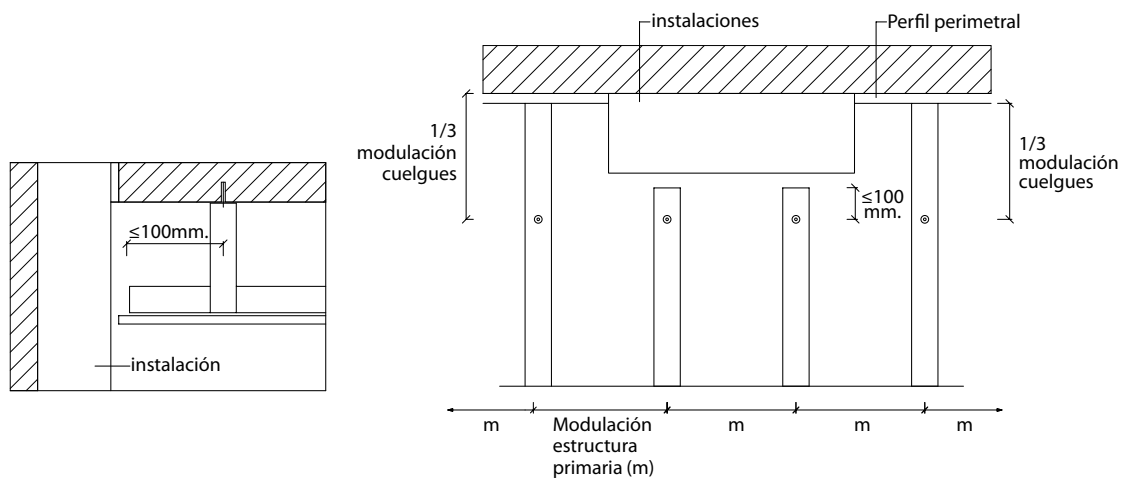 instalaciones
Perfil perimetral
1/3
modulación
cuelgues
1/3
modulación
cuelgues
≤100
mm.
≤100mm.
instalación
m
Modulación
estructura
primaria (m)
m
m
m